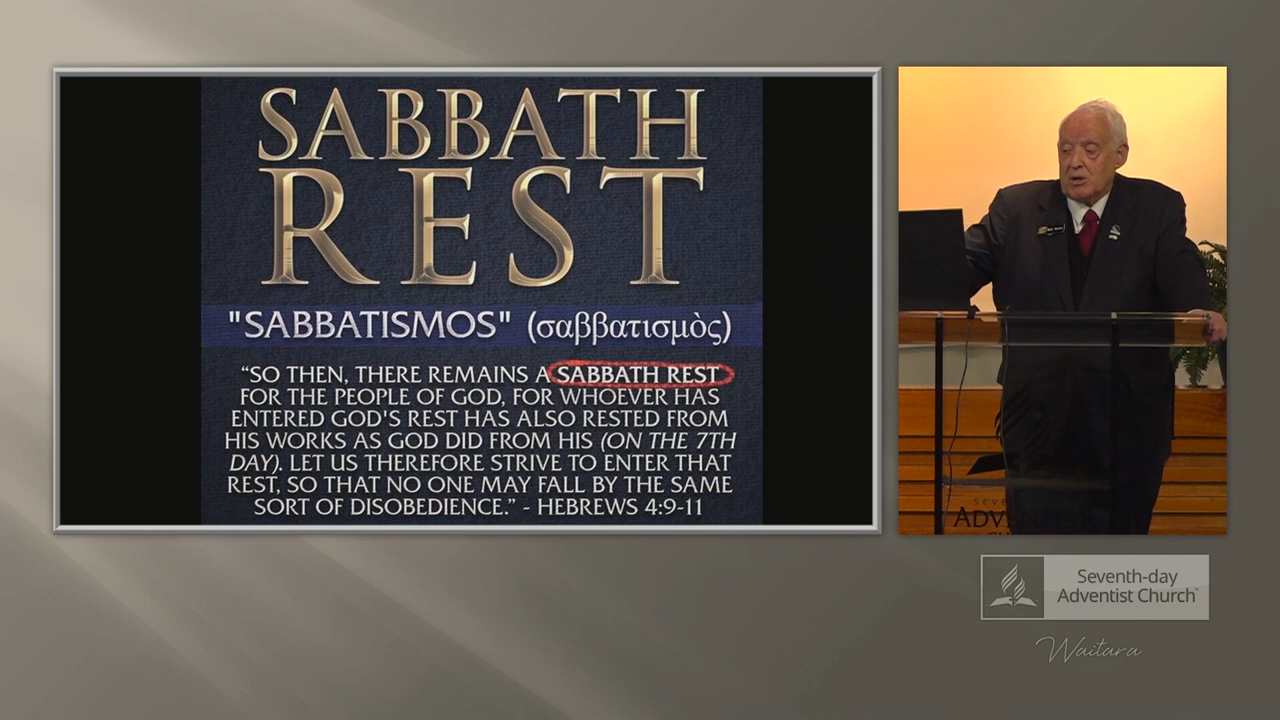 SABBATH
REST
"SABBATISMOS" (σαββατισμὸς)
“SO THEN, THERE REMAINS A SABBATH REST
FOR THE PEOPLE OF GOD, FOR WHOEVER HAS
ENTERED GOD'S REST HAS ALSO RESTED FROM
HIS WORKS AS GOD DID FROM HIS (ON THE 7TH
DAY). LET US THEREFORE STRIVE TO ENTER THAT
REST, SO THAT NO ONE MAY FALL BY THE SAME
SORT OF DISOBEDIENCE.” - HEBREWS 4:9-11
ADVENTIST
Seventh-day
Adventist Church
Waitara